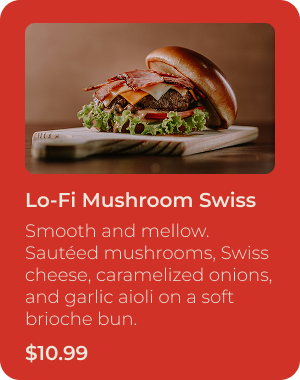 Lo-Fi Mushroom Swiss
Smooth and mellow.
Sautéed mushrooms, Swiss
cheese, caramelized onions,
and garlic aioli on a soft
brioche bun.
$10.99